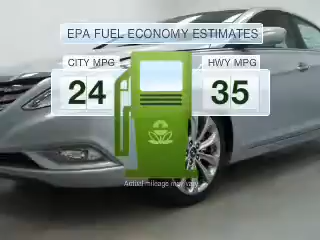 EPA FUEL ECONOMY ESTIMATES
CITY MPG HWY MPG
24 35
Actual mileage may vary